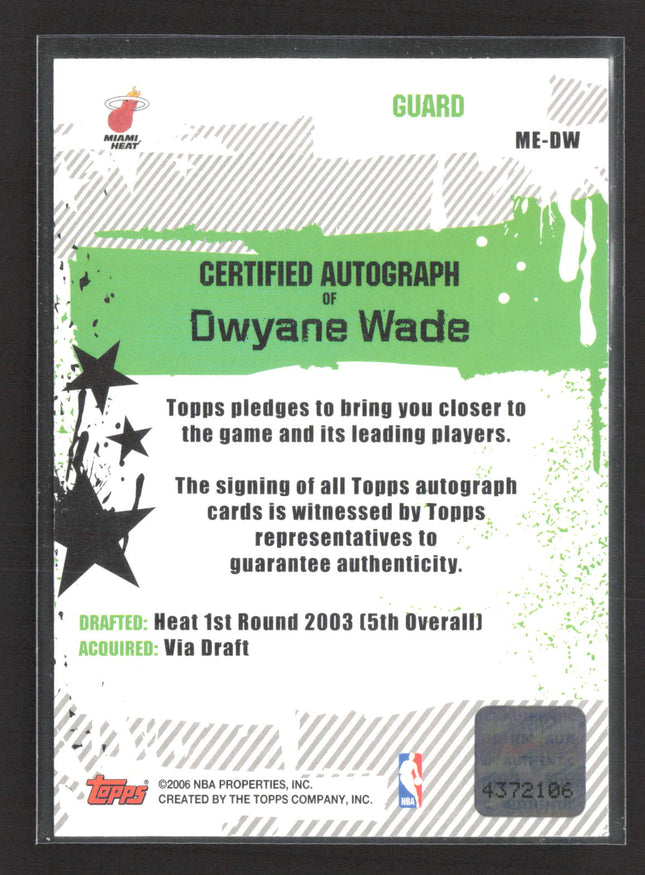 MIAMI
HEAT
GUARD
ME-DW
CERTIFIED AUTOGRAPH
OF
Dwyane Wade
Topps pledges to bring you closer to
the game and its leading players.
The signing of all Topps autograph
cards is witnessed by Topps
representatives to
guarantee authenticity.
DRAFTED: Heat 1st Round 2003 (5th Overall)
ACQUIRED: Via Draft
topps
©2006 NBA PROPERTIES, INC.
CREATED BY THE TOPPS COMPANY, INC.
NBA
AUTHENTIC
4372106
AUTHENTIC